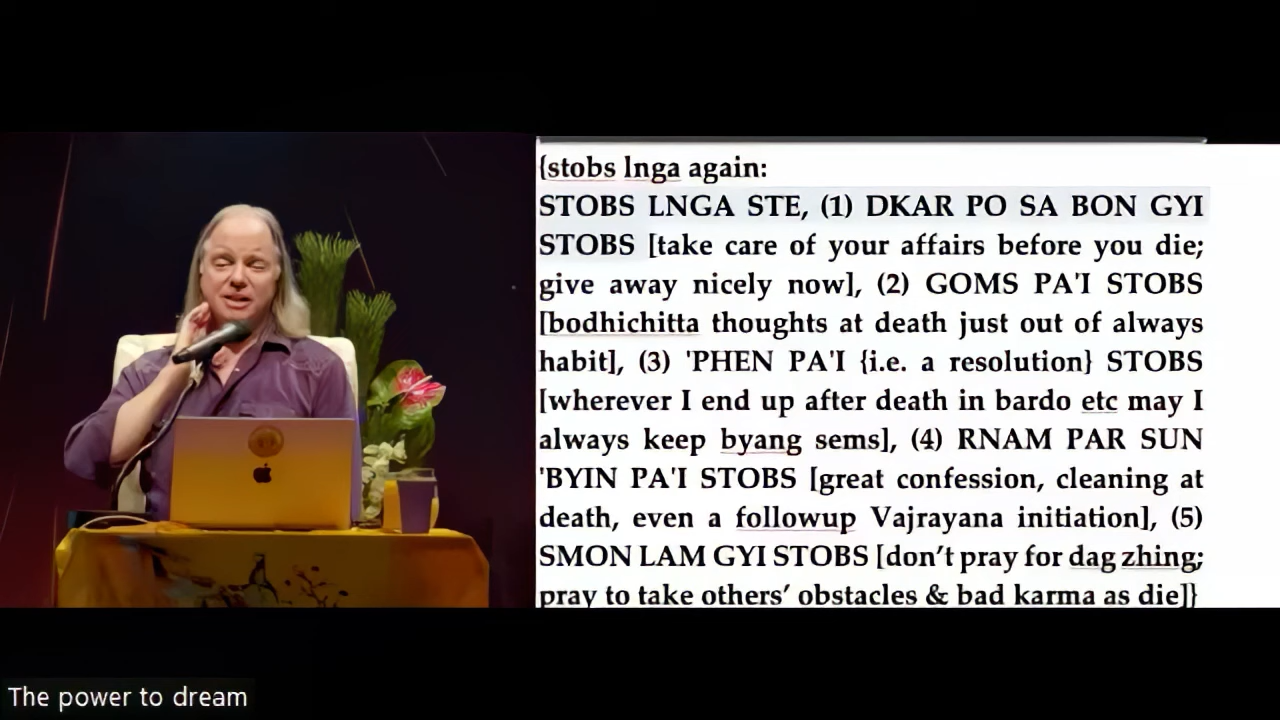 {stobs lnga again:
STOBS LNGA STE, (1) DKAR PO SA BON GYI
STOBS [take care of your affairs before you die;
give away nicely now], (2) GOMS PA'I STOBS
[bodhichitta thoughts at death just out of always
habit], (3) 'PHEN PA'I {i.e. a resolution} STOBS
[wherever I end up after death in bardo etc may I
always keep byang sems], (4) RNAM PAR SUN
'BYIN PA'I STOBS [great confession, cleaning at
death, even a followup Vajrayana initiation], (5)
SMON LAM GYI STOBS [don't pray for dag zhing;
pray to take others' obstacles & bad karma as die]}
The power to dream